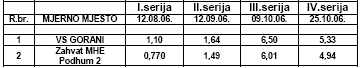 I.serija II.serija III.serija IV.serija
R.br. MJERNO MJESTO 12.08.06. 12.09.06. 09.10.06. 25.10.06.
1 VS GORANI 1,10 1,64 6,50 5,33
2 Zahvat MHE Podhum 2 0,770 1,49 6,01 4,94